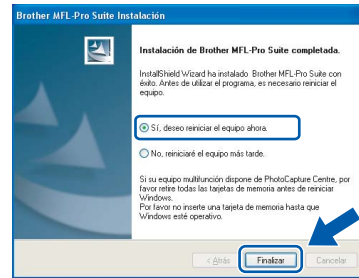 Brother MFL-Pro Suite Instalación
Instalación de Brother MFL-Pro Suite completada.
InstallShield Wizard ha instalado Brother MFL-Pro Suite con
éxito. Antes de utilizar el programa, es necesario reiniciar el
equipo.
Sí, deseo reiniciar el equipo ahora.
No, reiniciaré el equipo más tarde.
Si su equipo multifunción dispone de PhotoCapture Centre, por
favor retire todas las tarjetas de memoria antes de reiniciar
Windows.
Por favor no inserte una tarjeta de memoria hasta que
Windows esté operativo.
< Atrás
Finalizar
Cancelar